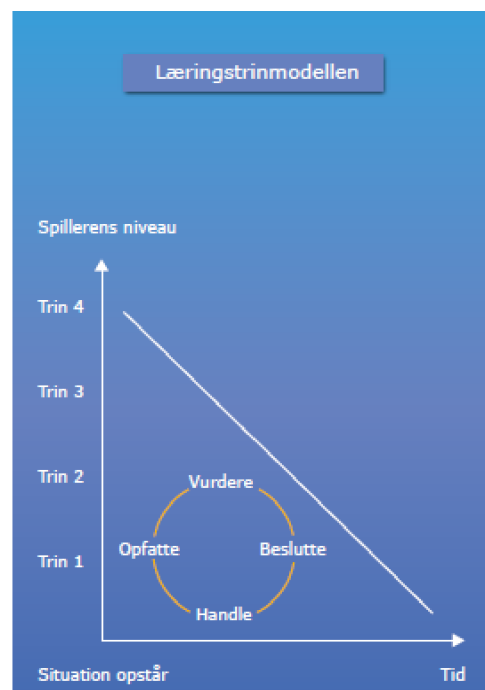 Læringstrinmodellen
Spillerens niveau
Trin 4
Trin 3
Trin 2
Vurdere
Opfatte
Beslutte
Trin 1
Handle
Situation opstår
Tid